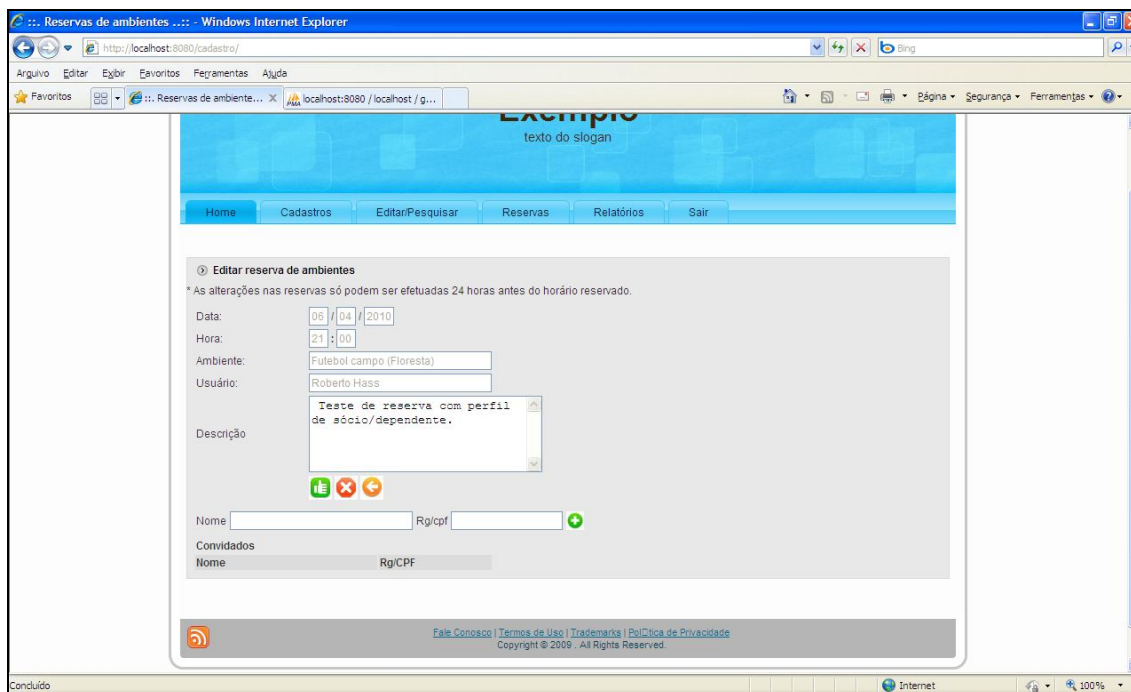 ::. Reservas de ambientes ..:: - Windows Internet Explorer
http://localhost:8080/cadastro/
Bing
Arquivo Editar Exibir Favoritos Ferramentas Ajuda
Favoritos
::. Reservas de ambiente...
localhost:8080 / localhost / g...
Página
Segurança
Ferramentas
Exemplo
texto do slogan
Home Cadastros Editar/Pesquisar Reservas Relatórios Sair
Editar reserva de ambientes
* As alterações nas reservas só podem ser efetuadas 24 horas antes do horário reservado.
Data: 06 / 04 / 2010
Hora: 21 : 00
Ambiente: Futebol campo (Floresta)
Usuário: Roberto Hass
Descrição
Teste de reserva com perfil
de sócio/dependente.
Nome Rg/cpf
Convidados
Nome Rg/CPF
Fale Conosco | Termos de Uso | Trademarks | Pol□tica de Privacidade
Copyright © 2009 . All Rights Reserved.
Concluído
Internet
100%